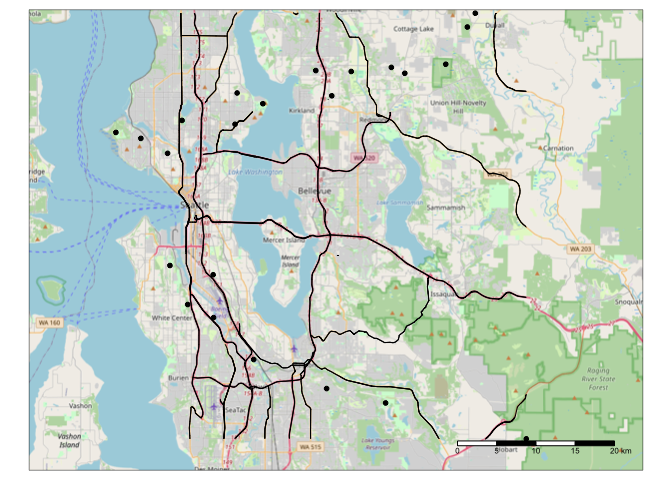 Cottage Lake
Duvall
Kirkland
Union Hill-Novelty
Hill
Redmond
WA 520
Carnation
Lake Washington
Bellevue
Lake Sammamish
Seattle
Sammamish
Mercer Island
Mercer
Island
WA 203
Issaquah
Snoqualm
WA 160
White Center
Burien
Raging
River State
Forest
Vashon
SeaTac
Vashon
Island
Lake Youngs
Reservoir
WA 515
Hobart
0 5 10 15 20 km
Des Moines